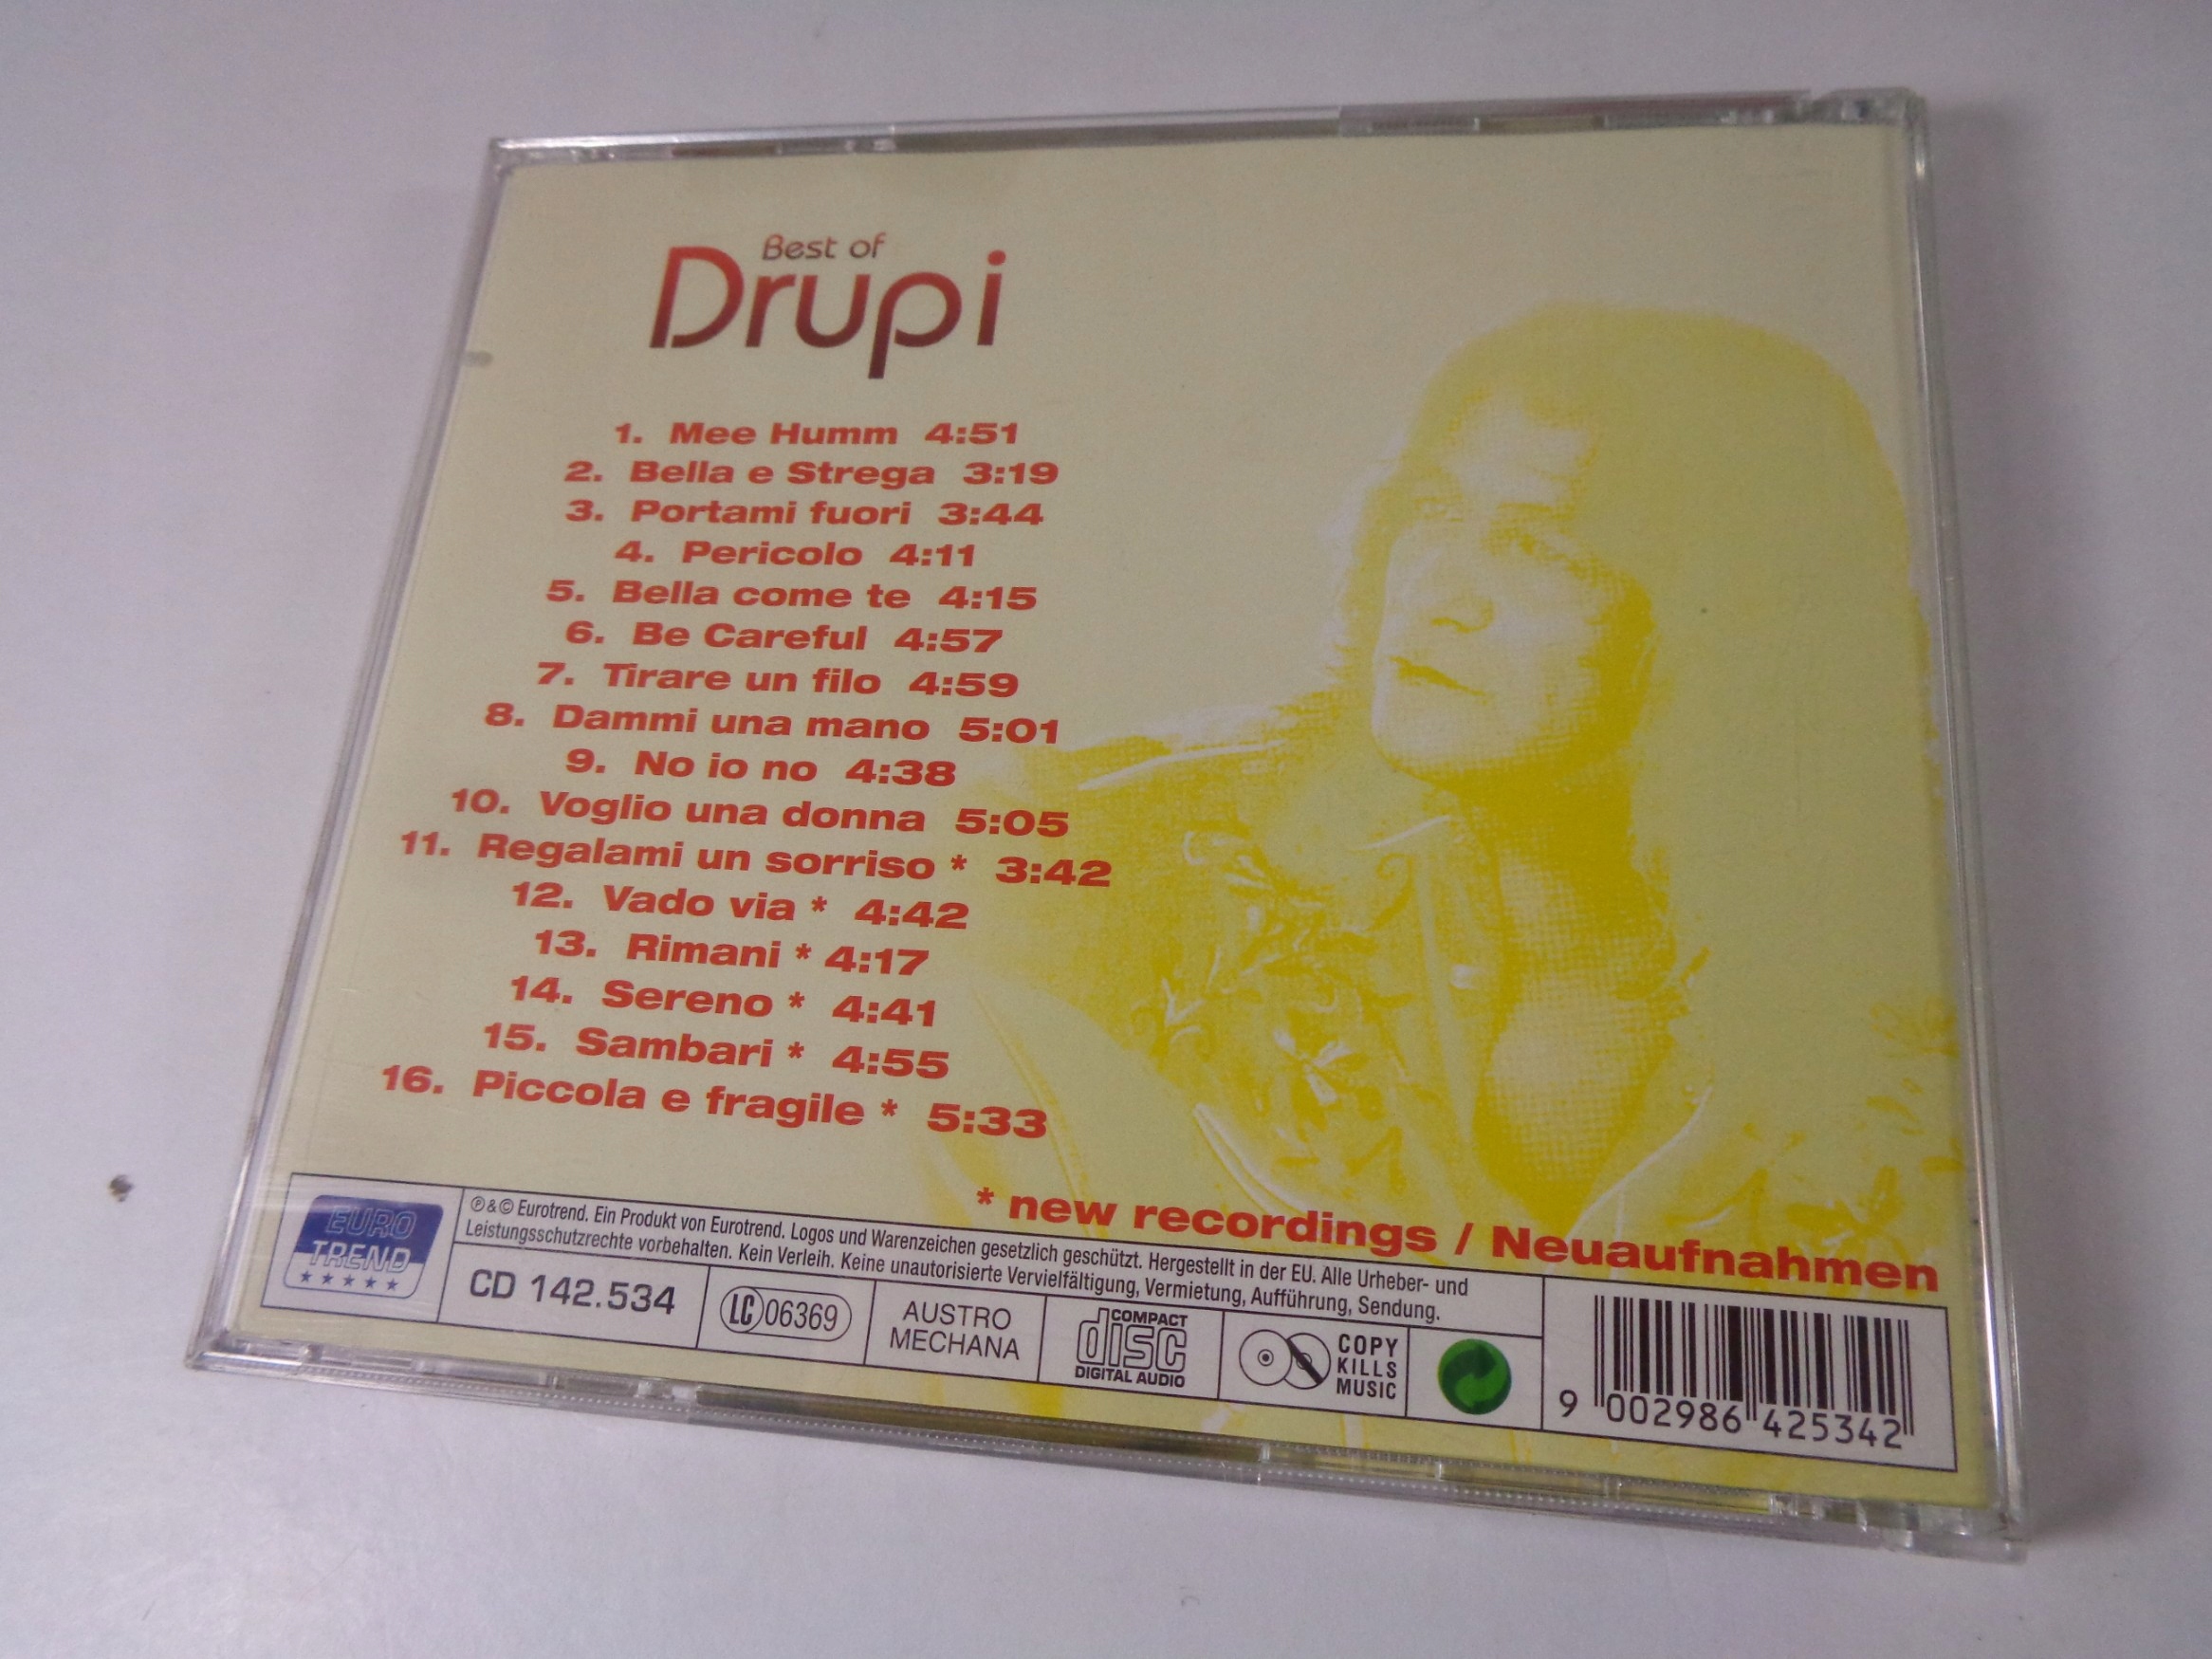 Best of
Drupi
1. Mee Humm 4:51
2. Bella e Strega 3:19
3. Portami fuori 3:44
4. Pericolo 4:11
5. Bella come te 4:15
6. Be Careful 4:57
7. Tirare un filo 4:59
8. Dammi una mano 5:01
9. No io no 4:38
10. Voglio una donna 5:05
11. Regalami un sorriso * 3:42
12. Vado via * 4:42
13. Rimani * 4:17
14. Sereno * 4:41
15. Sambari * 4:55
16. Piccola e fragile * 5:33
* new recordings / Neuaufnahmen
EURO
TREND
℗ & © Eurotrend. Ein Produkt von Eurotrend. Logos und Warenzeichen gesetzlich geschützt. Hergestellt in der EU. Alle Urheber- und
Leistungsschutzrechte vorbehalten. Kein Verleih. Keine unautorisierte Vervielfältigung, Vermietung, Aufführung, Sendung.
CD 142.534
LC 06369
AUSTRO
MECHANA
COMPACT
disc
DIGITAL AUDIO
COPY
KILLS
MUSIC
9 002986 425342